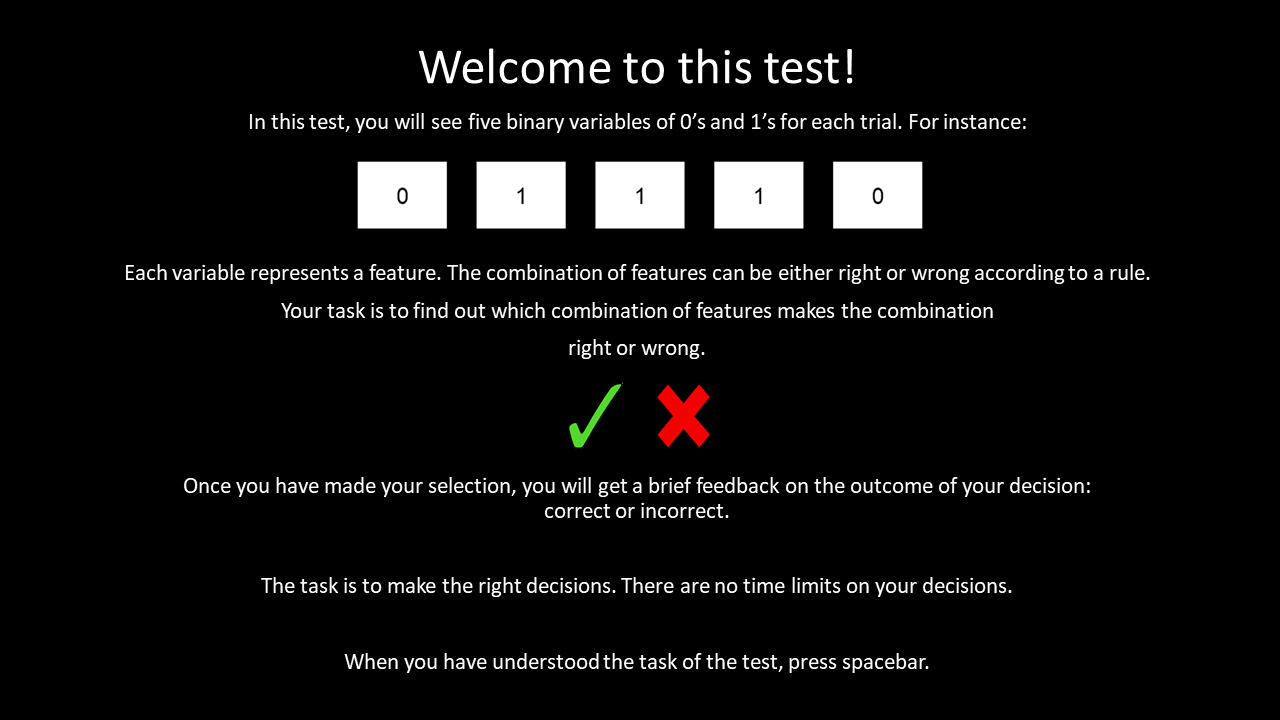 Welcome to this test!
In this test, you will see five binary variables of 0’s and 1’s for each trial. For instance:
0 1 1 1 0
Each variable represents a feature. The combination of features can be either right or wrong according to a rule.
Your task is to find out which combination of features makes the combination
right or wrong.
Once you have made your selection, you will get a brief feedback on the outcome of your decision:
correct or incorrect.
The task is to make the right decisions. There are no time limits on your decisions.
When you have understood the task of the test, press spacebar.